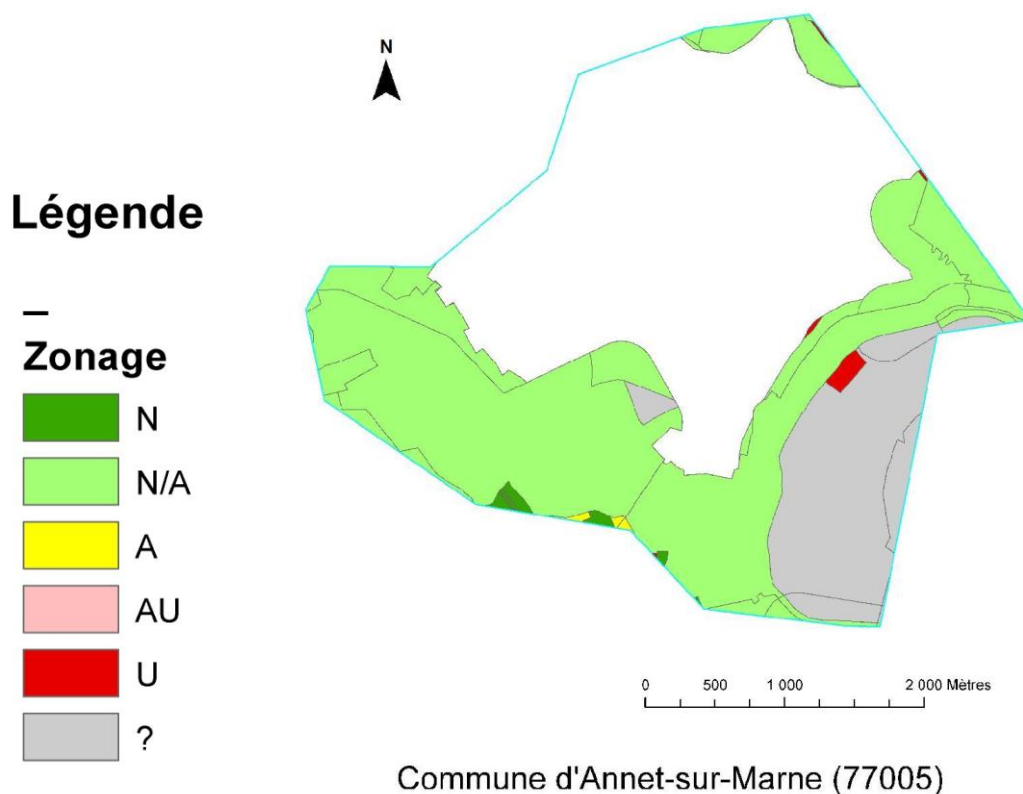 N
Légende
Zonage
N
N/A
A
AU
U
?
0 500 1 000 2 000 Mètres
Commune d'Annet-sur-Marne (77005)